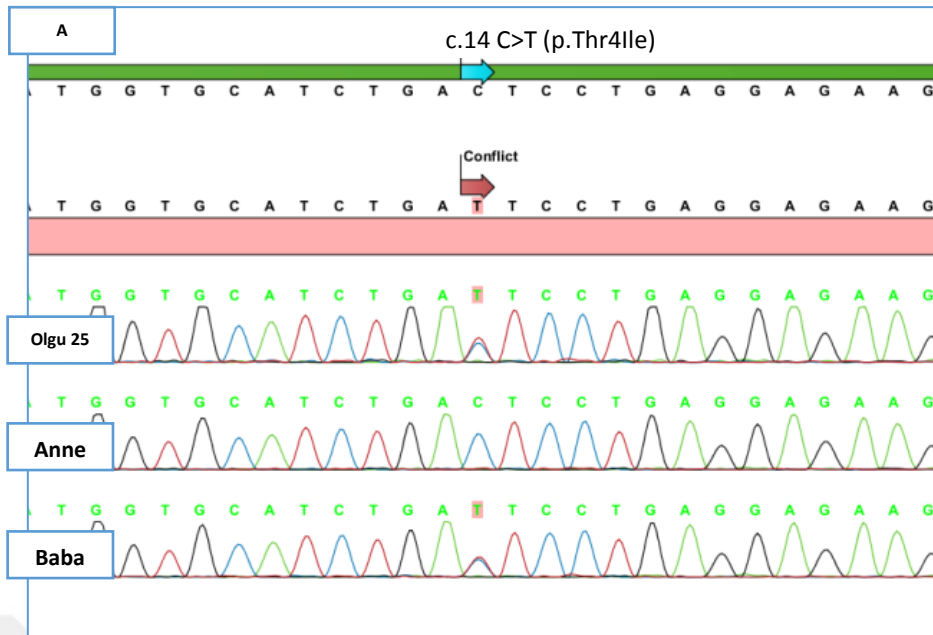 A
c.14 C>T (p.Thr4Ile)
T G G T G C A T C T G A C T C C T G A G G A G A A G
Conflict
T G G T G C A T C T G A T T C C T G A G G A G A A G
T G G T G C A T C T G A T T C C T G A G G A G A A G
Olgu 25
T G G T G C A T C T G A C T C C T G A G G A G A A G
Anne
T G G T G C A T C T G A T T C C T G A G G A G A A G
Baba